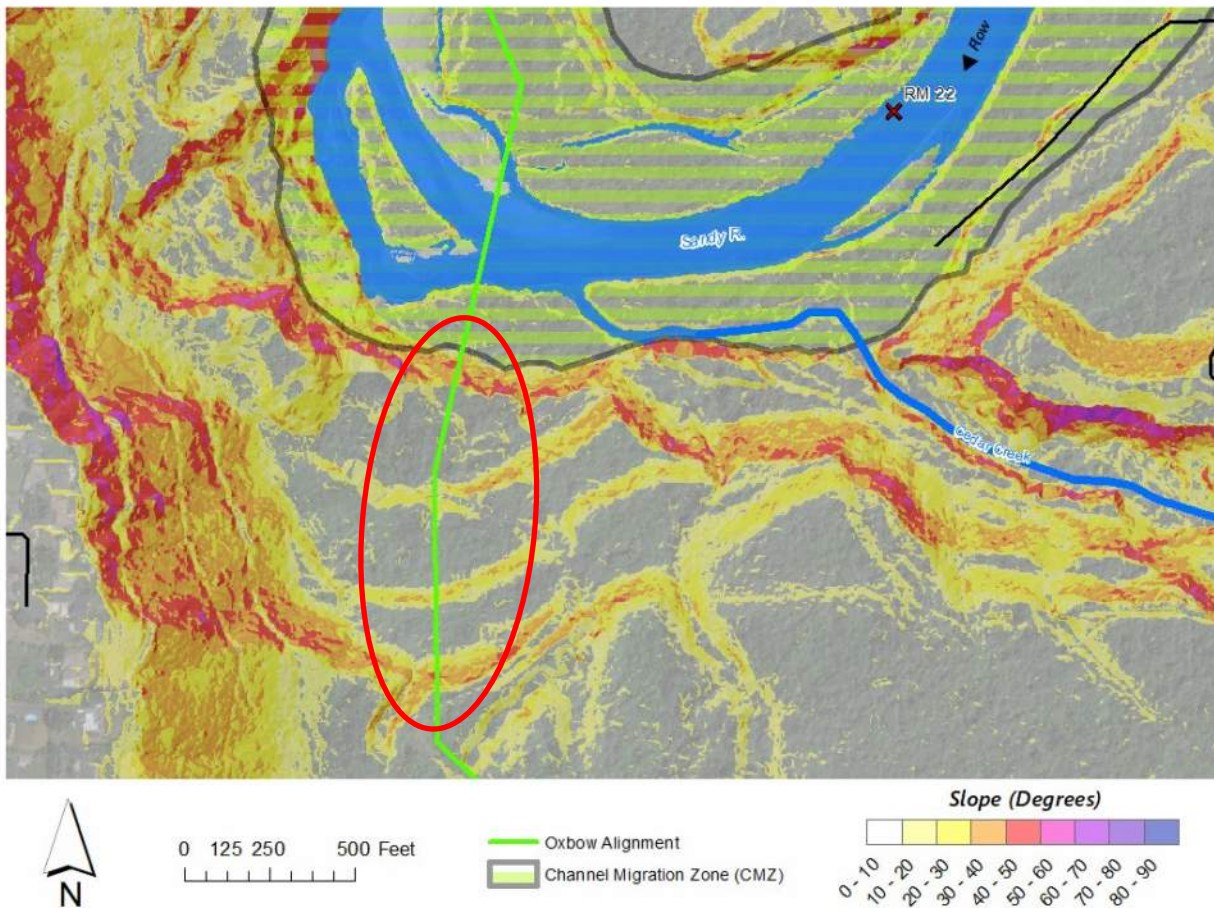 Flow
RM 22
Sandy R.
Cedar Creek
Slope (Degrees)
0 125 250 500 Feet
Oxbow Alignment
Channel Migration Zone (CMZ)
N
0 - 10
10 - 20
20 - 30
30 - 40
40 - 50
50 - 60
60 - 70
70 - 80
80 - 90